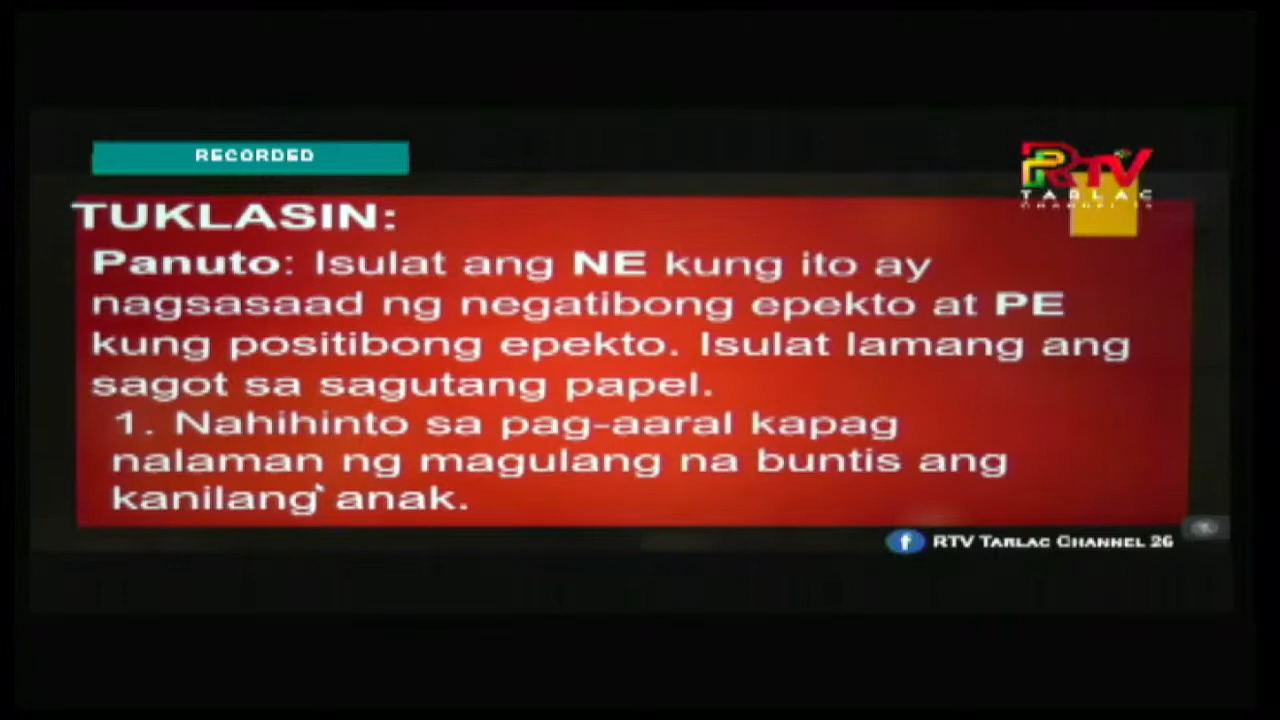 RECORDED
RTV
TARLAC
CHANNEL 26
TUKLASIN:
Panuto: Isulat ang NE kung ito ay
nagsasaad ng negatibong epekto at PE
kung positibong epekto. Isulat lamang ang
sagot sa sagutang papel.
1. Nahihinto sa pag-aaral kapag
nalaman ng magulang na buntis ang
kanilang anak.
RTV TARLAC CHANNEL 26